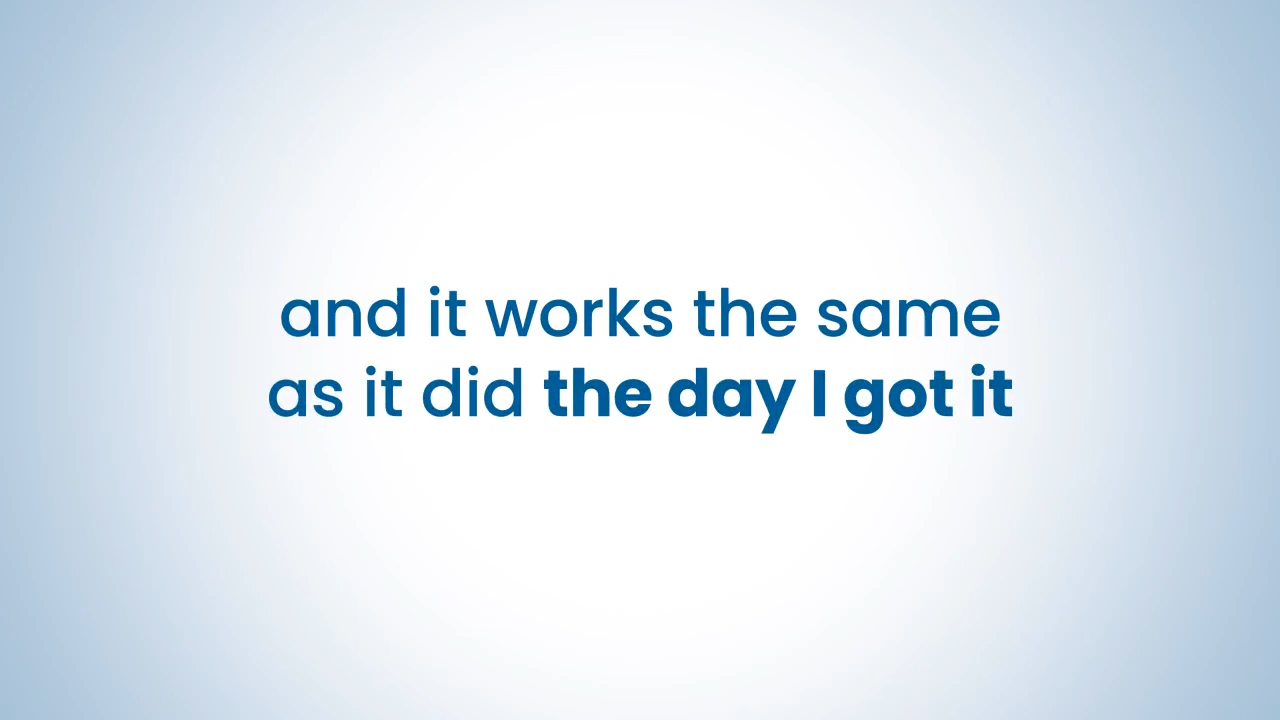 and it works the same
as it did the day I got it